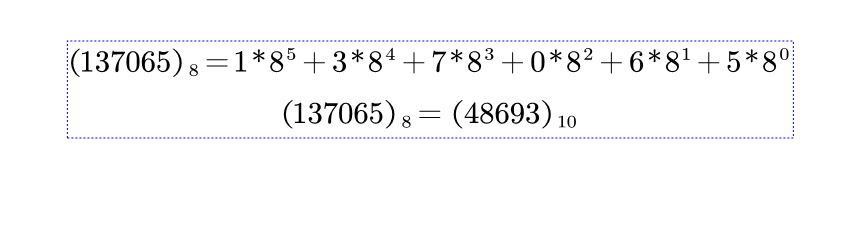 (137065)₈ = 1*8⁵ + 3*8⁴ + 7*8³ + 0*8² + 6*8¹ + 5*8⁰
(137065)₈ = (48693)₁₀